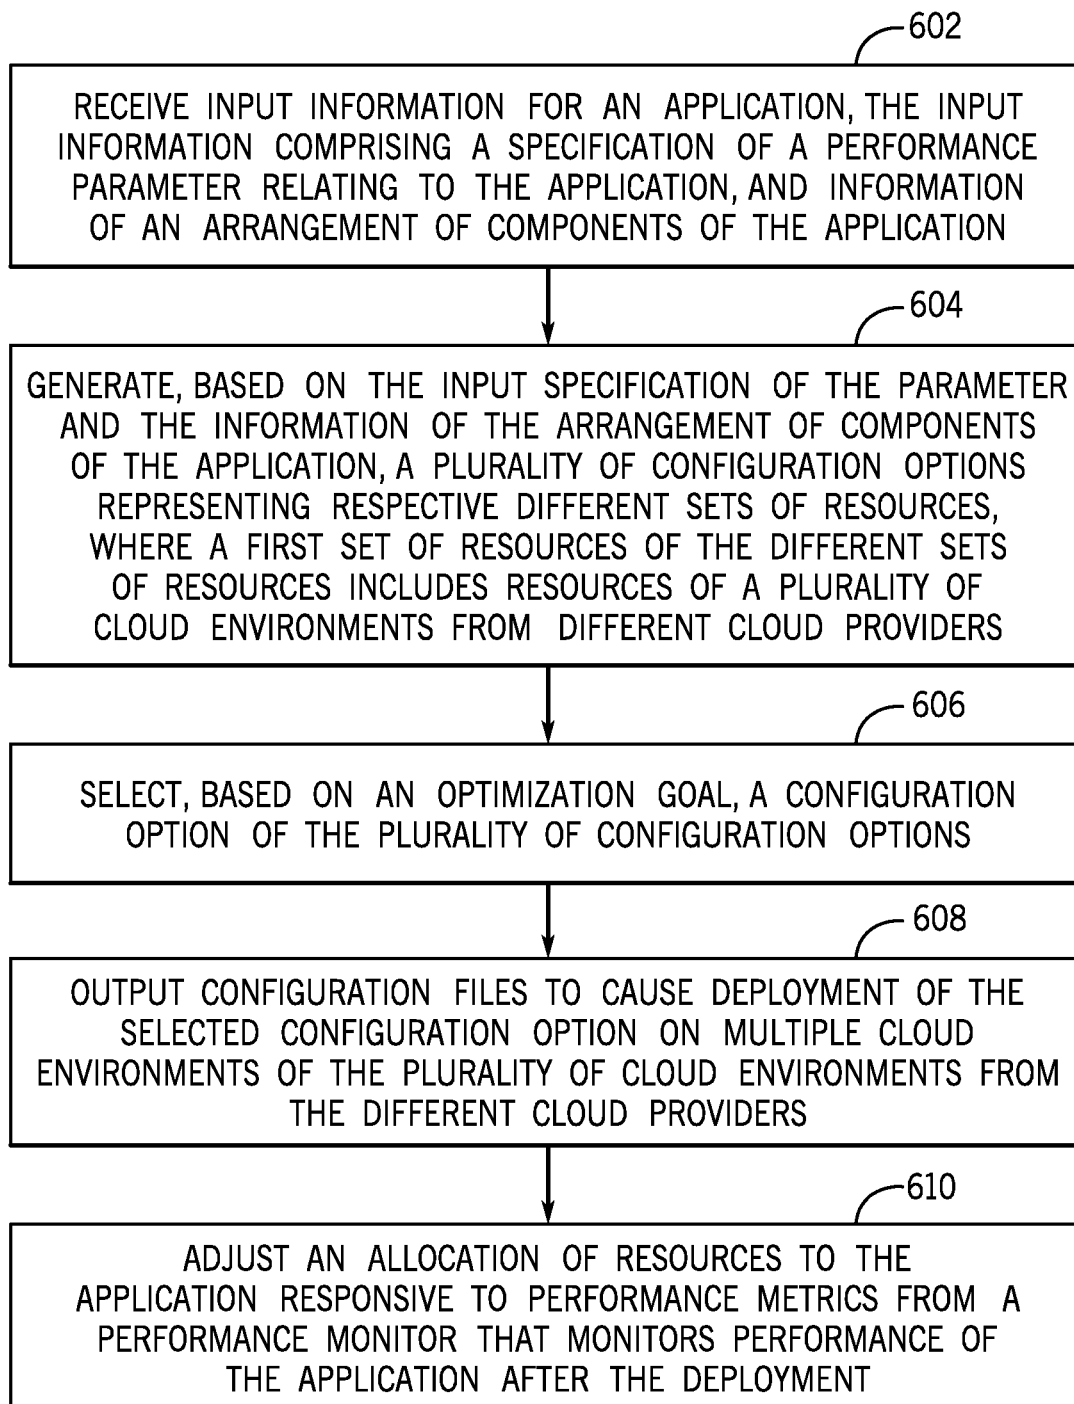 602
RECEIVE INPUT INFORMATION FOR AN APPLICATION, THE INPUT
INFORMATION COMPRISING A SPECIFICATION OF A PERFORMANCE
PARAMETER RELATING TO THE APPLICATION, AND INFORMATION
OF AN ARRANGEMENT OF COMPONENTS OF THE APPLICATION
604
GENERATE, BASED ON THE INPUT SPECIFICATION OF THE PARAMETER
AND THE INFORMATION OF THE ARRANGEMENT OF COMPONENTS
OF THE APPLICATION, A PLURALITY OF CONFIGURATION OPTIONS
REPRESENTING RESPECTIVE DIFFERENT SETS OF RESOURCES,
WHERE A FIRST SET OF RESOURCES OF THE DIFFERENT SETS
OF RESOURCES INCLUDES RESOURCES OF A PLURALITY OF
CLOUD ENVIRONMENTS FROM DIFFERENT CLOUD PROVIDERS
606
SELECT, BASED ON AN OPTIMIZATION GOAL, A CONFIGURATION
OPTION OF THE PLURALITY OF CONFIGURATION OPTIONS
608
OUTPUT CONFIGURATION FILES TO CAUSE DEPLOYMENT OF THE
SELECTED CONFIGURATION OPTION ON MULTIPLE CLOUD
ENVIRONMENTS OF THE PLURALITY OF CLOUD ENVIRONMENTS FROM
THE DIFFERENT CLOUD PROVIDERS
610
ADJUST AN ALLOCATION OF RESOURCES TO THE
APPLICATION RESPONSIVE TO PERFORMANCE METRICS FROM A
PERFORMANCE MONITOR THAT MONITORS PERFORMANCE OF
THE APPLICATION AFTER THE DEPLOYMENT